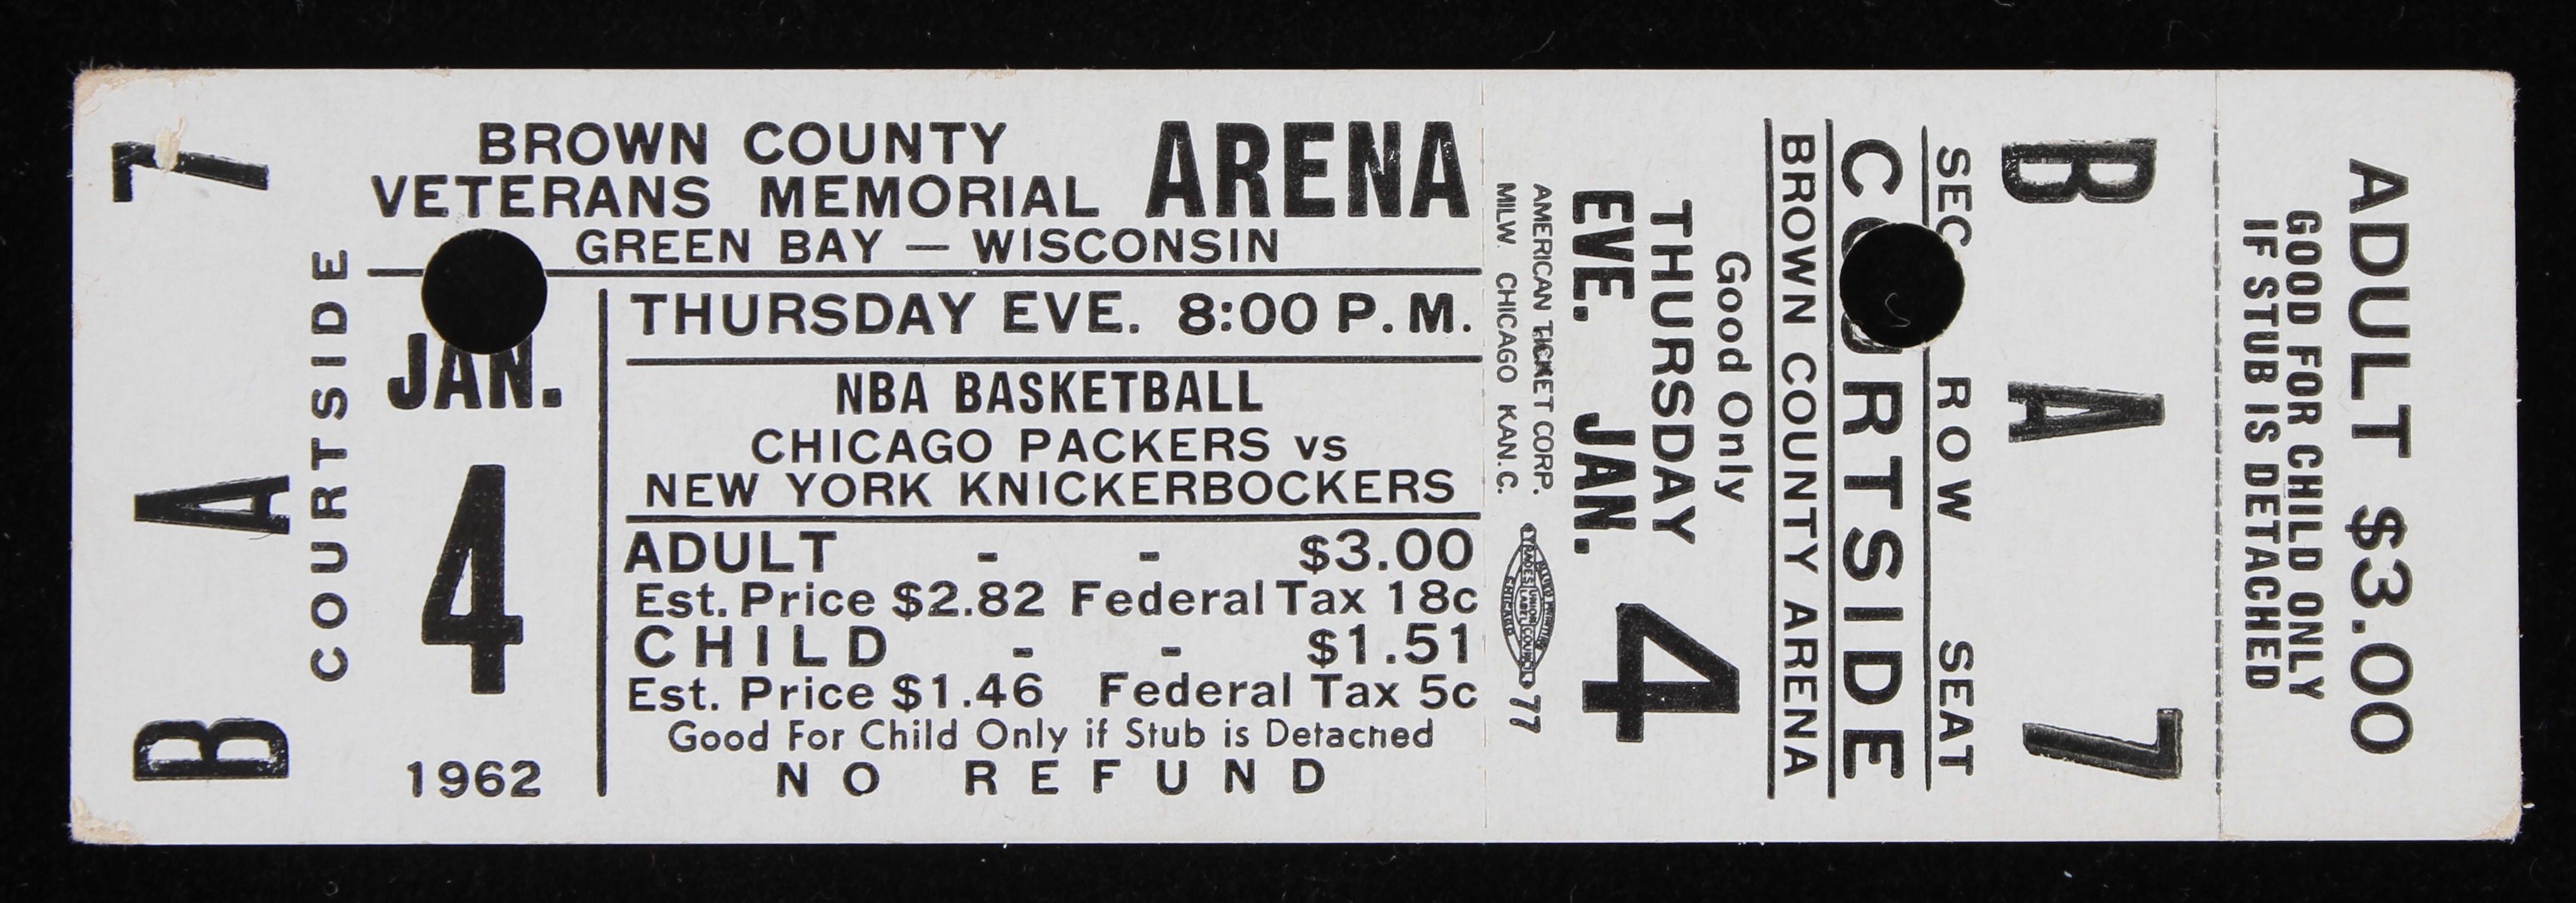 7
A
B
COURTSIDE
BROWN COUNTY
VETERANS MEMORIAL ARENA
GREEN BAY — WISCONSIN
JAN.
4
1962
THURSDAY EVE. 8:00 P.M.
NBA BASKETBALL
CHICAGO PACKERS vs
NEW YORK KNICKERBOCKERS
ADULT - - $3.00
Est. Price $2.82 Federal Tax 18c
CHILD - - $1.51
Est. Price $1.46 Federal Tax 5c
Good For Child Only if Stub is Detached
NO REFUND
AMERICAN TICKET CORP.
MILW. CHICAGO KAN.C.
77
Good Only
THURSDAY
EVE. JAN. 4
BROWN COUNTY ARENA
COURTSIDE
SEC ROW SEAT
B A 7
ADULT $3.00
GOOD FOR CHILD ONLY
IF STUB IS DETACHED